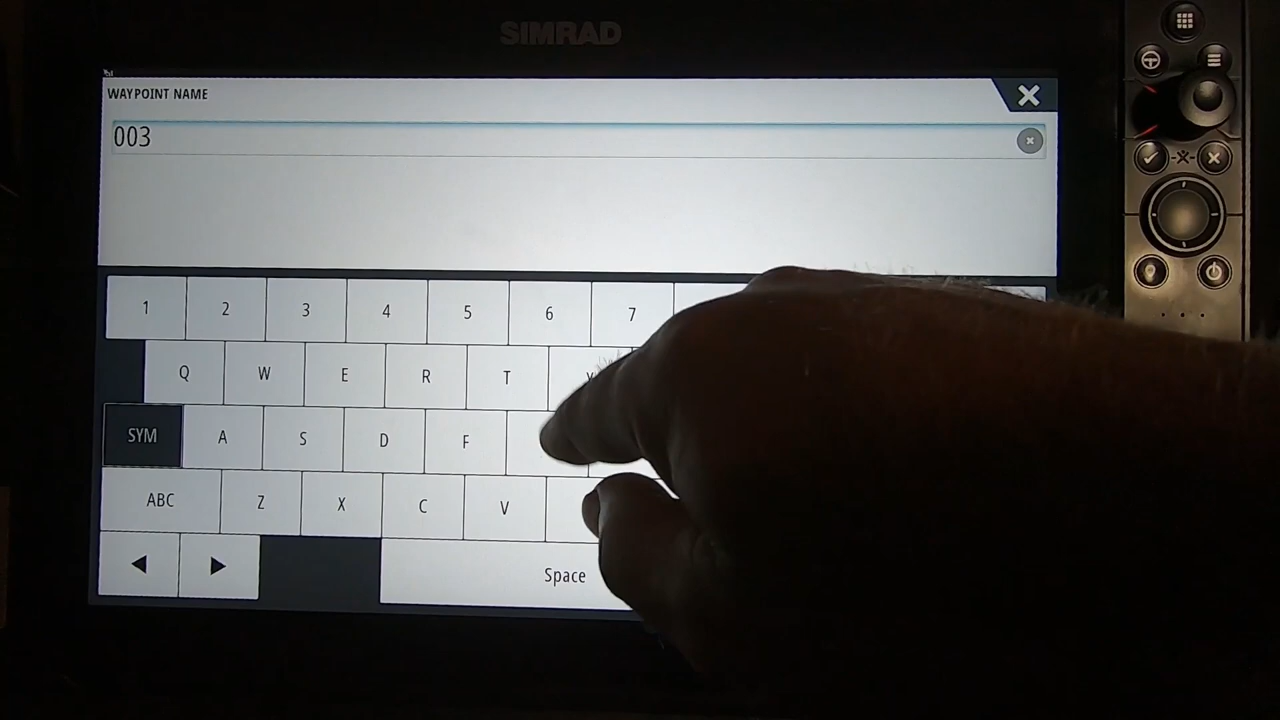 SIMRAD
WAYPOINT NAME
003
1 2 3 4 5 6 7
Q W E R T
SYM A S D F
ABC Z X C V
Space